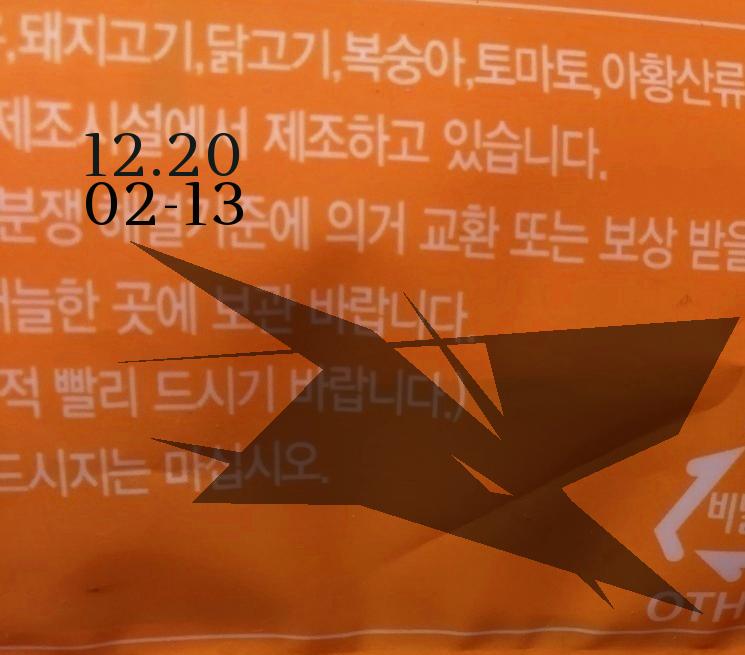 ,돼지고기,닭고기,복숭아,토마토,아황산류
제조시설에서 제조하고 있습니다.
12.20
02-13
분쟁 해결기준에 의거 교환 또는 보상 받을
서늘한 곳에 보관 바랍니다.
적 빨리 드시기 바랍니다.)
드시지는 마십시오.
비닐
OTH